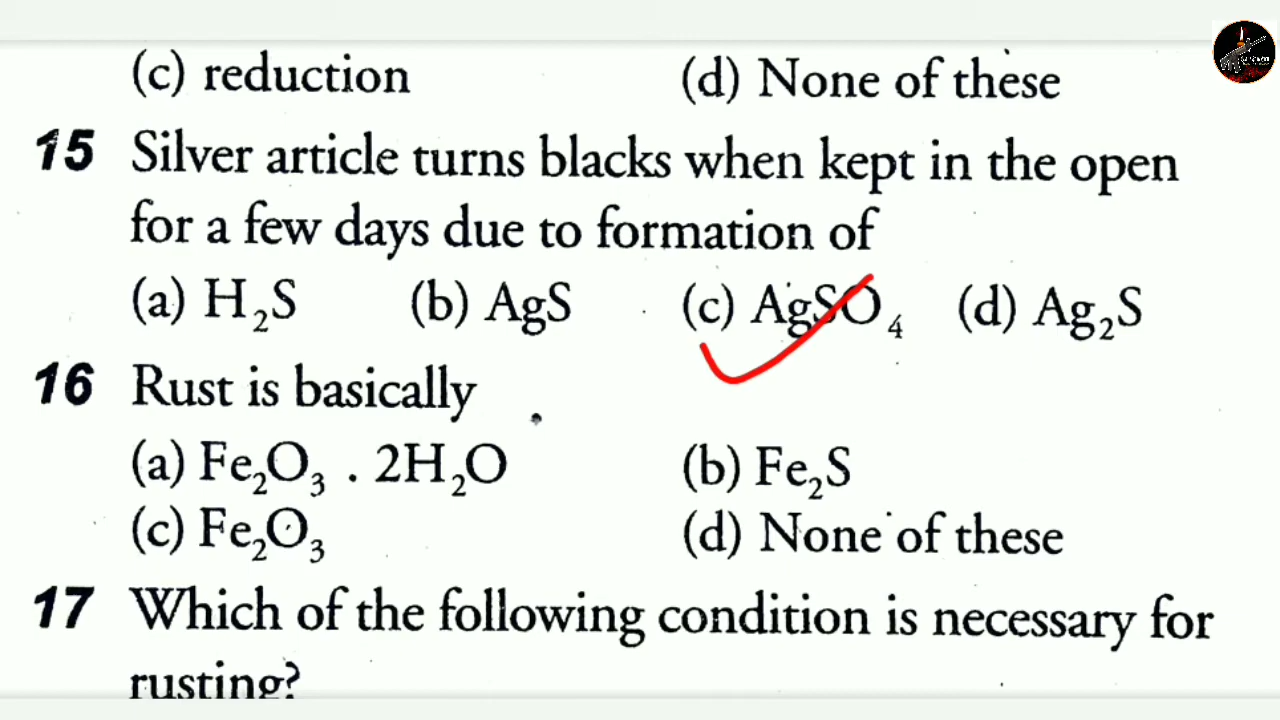 (c) reduction (d) None of these
15 Silver article turns blacks when kept in the open
for a few days due to formation of
(a) H₂S (b) AgS (c) AgSO₄ (d) Ag₂S
16 Rust is basically
(a) Fe₂O₃ . 2H₂O (b) Fe₂S
(c) Fe₂O₃ (d) None of these
17 Which of the following condition is necessary for
rusting?